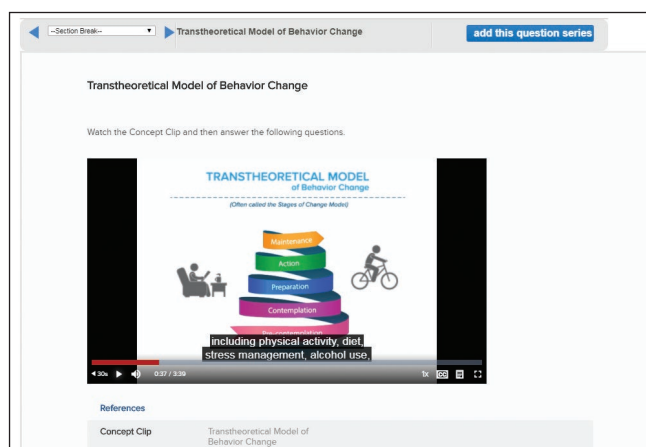 --Section Break--
Transtheoretical Model of Behavior Change
add this question series
Transtheoretical Model of Behavior Change
Watch the Concept Clip and then answer the following questions.
TRANSTHEORETICAL MODEL
of Behavior Change
(Often called the Stages of Change Model)
Maintenance
Action
Preparation
Contemplation
Pre-contemplation
including physical activity, diet,
stress management, alcohol use,
30s
0:37 / 3:39
1x
CC
References
Concept Clip
Transtheoretical Model of
Behavior Change